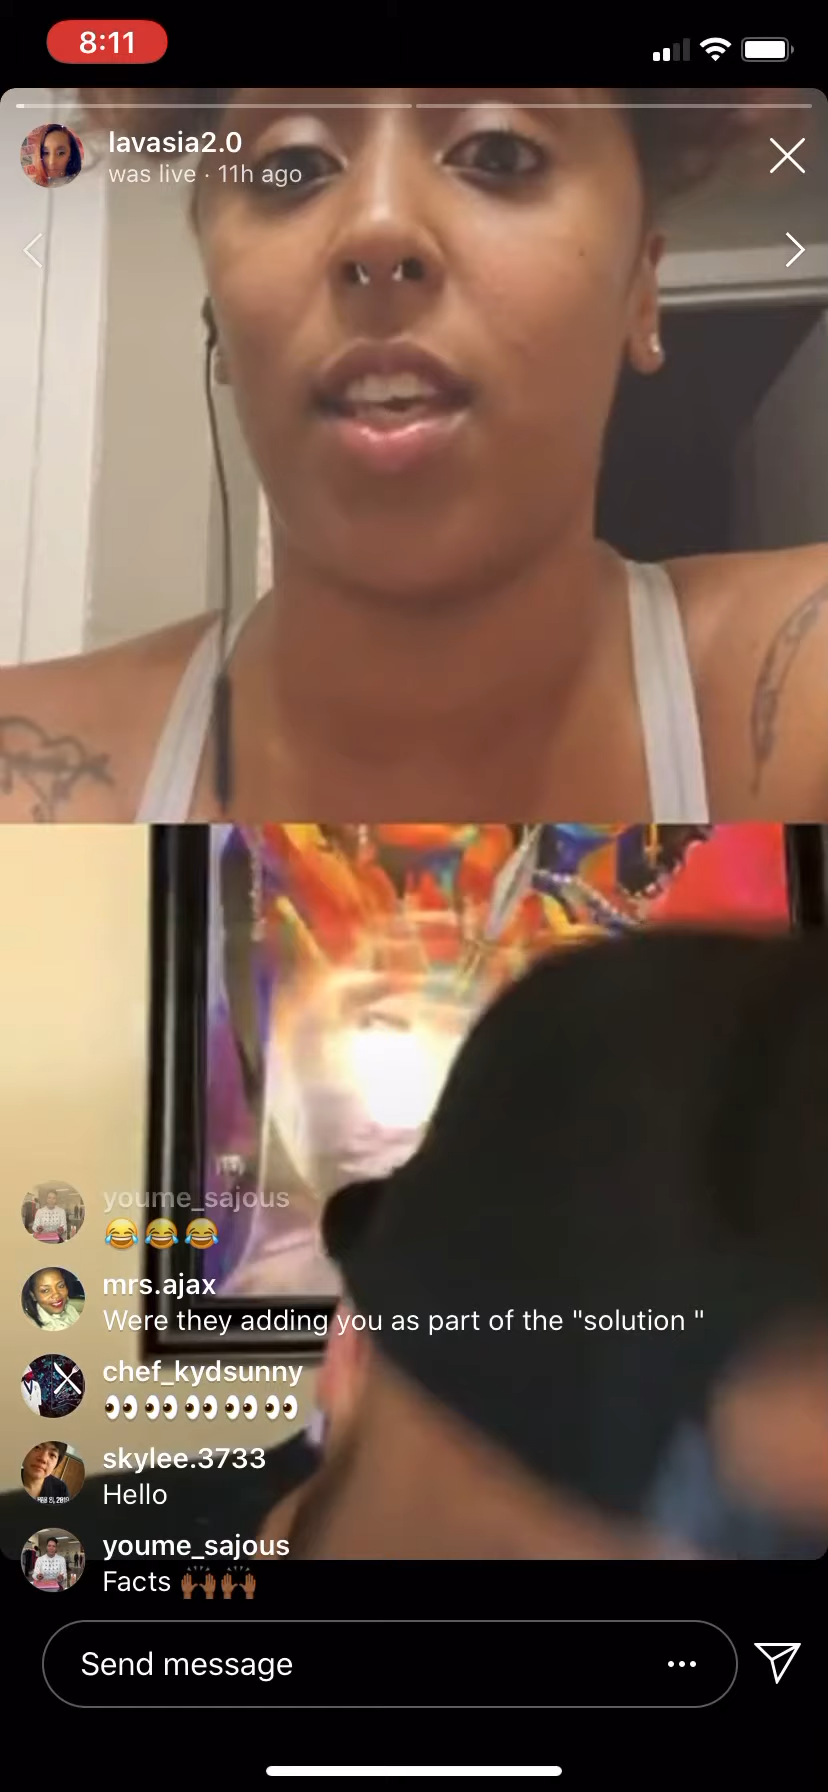 8:11
lavasia2.0
was live · 11h ago
youme_sajous
😂😂😂
mrs.ajax
Were they adding you as part of the "solution "
chef_kydsunny
👀👀👀👀👀
skylee.3733
Hello
youme_sajous
Facts 🙌🏾🙌🏾
Send message